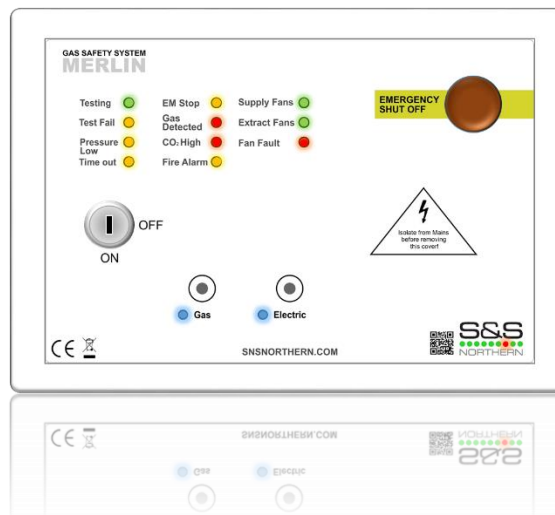 GAS SAFETY SYSTEM
MERLIN
Testing
Test Fail
Pressure
Low
Time out
EM Stop
Gas
Detected
CO₂ High
Fire Alarm
Supply Fans
Extract Fans
Fan Fault
EMERGENCY
SHUT OFF
OFF
ON
Isolate from Mains
before removing
this cover!
Gas
Electric
CE
SNSNORTHERN.COM
S&S
NORTHERN